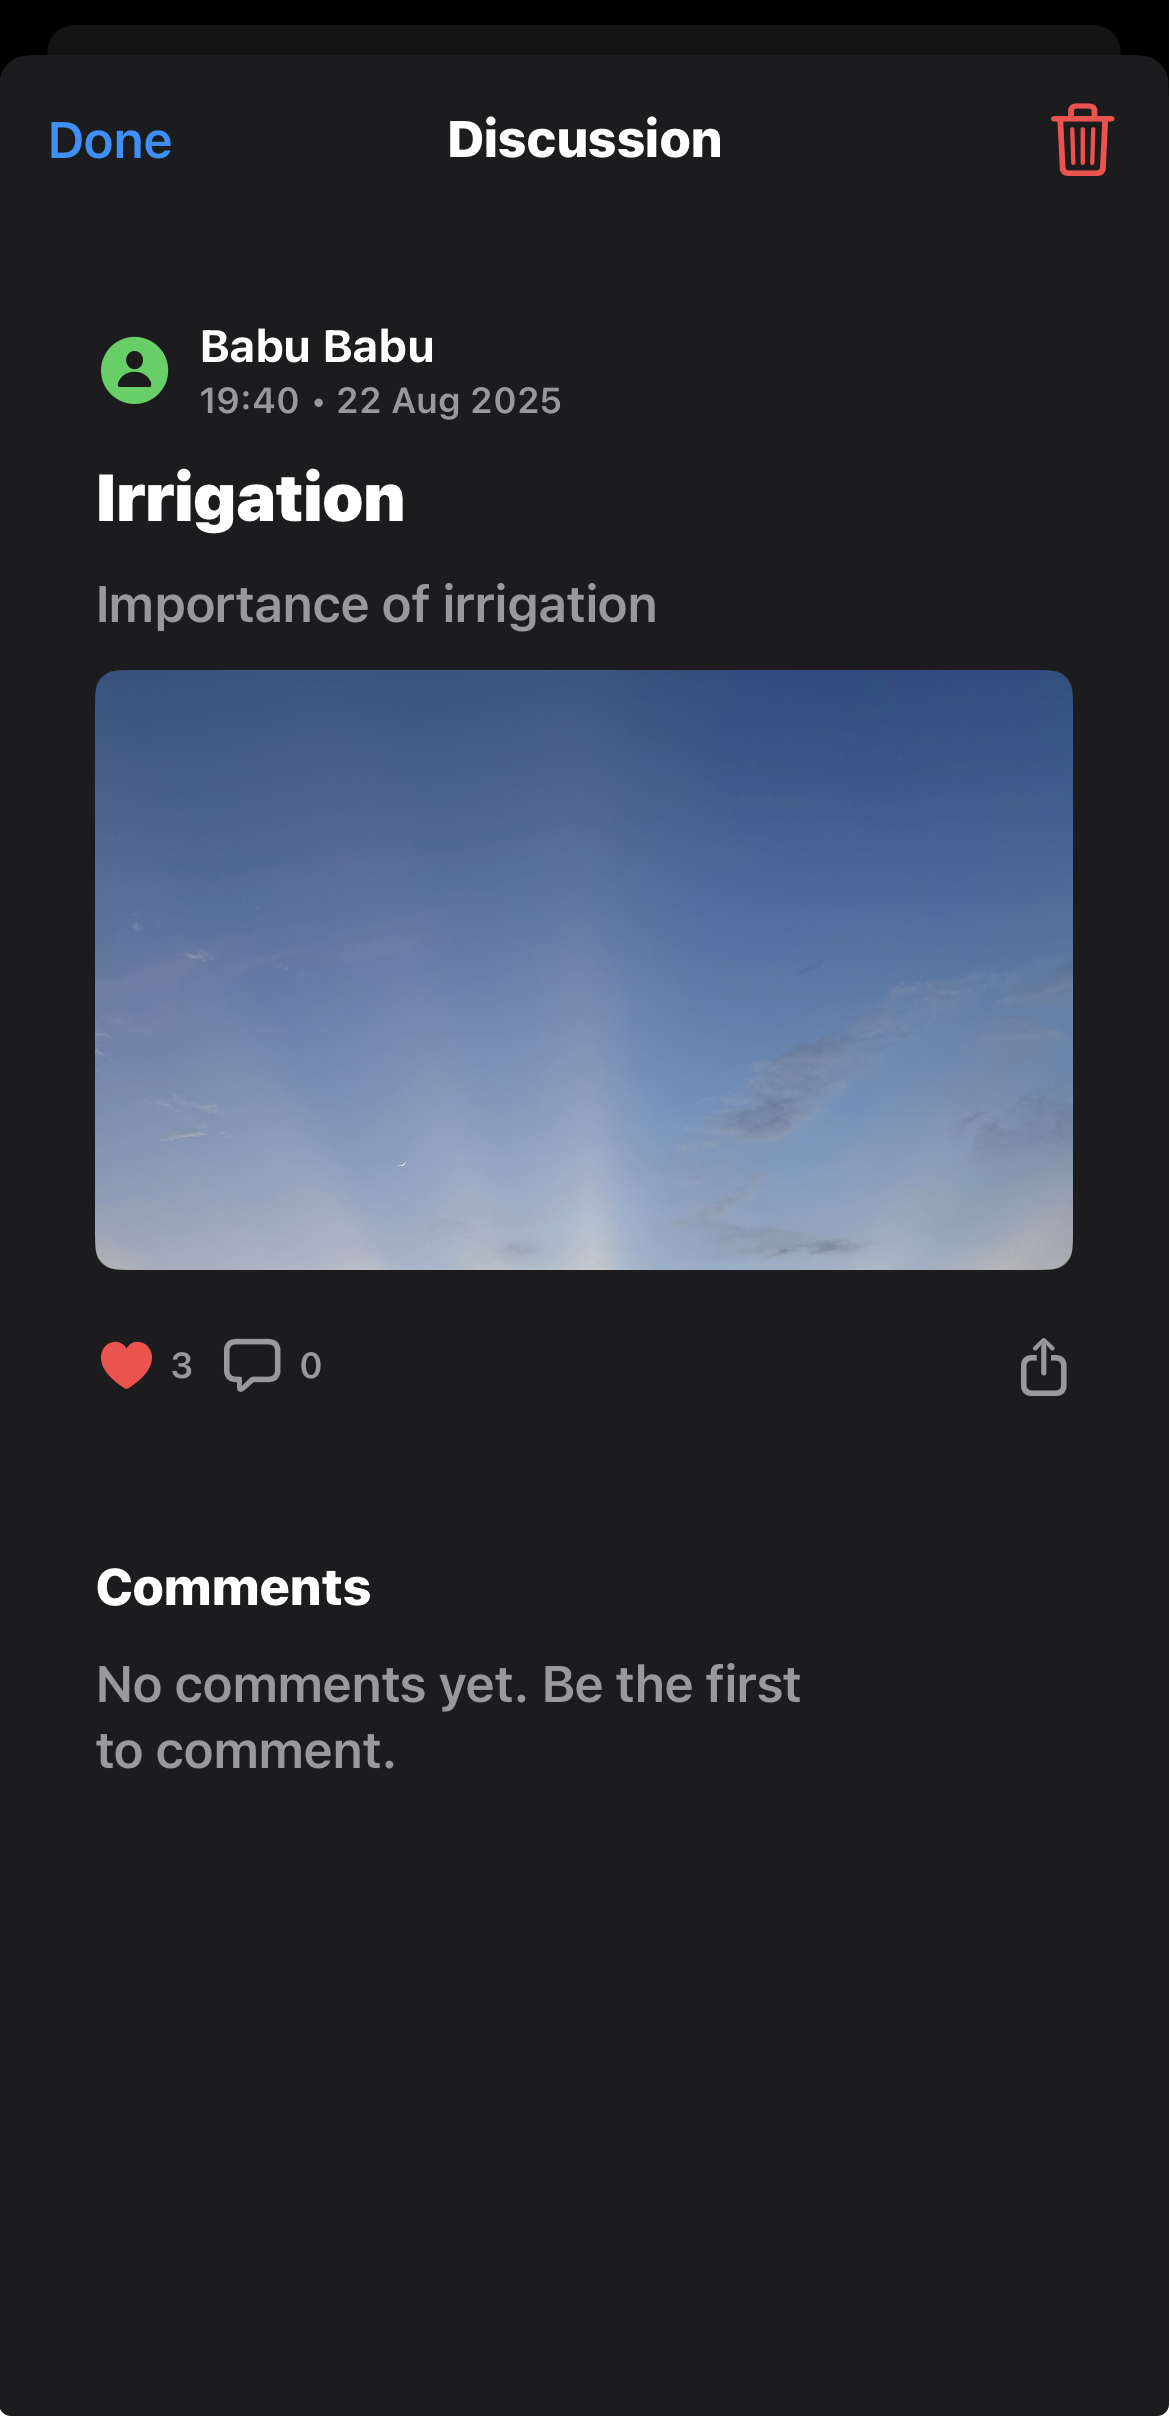 Done
Discussion
Babu Babu
19:40 • 22 Aug 2025
Irrigation
Importance of irrigation
3
0
Comments
No comments yet. Be the first
to comment.